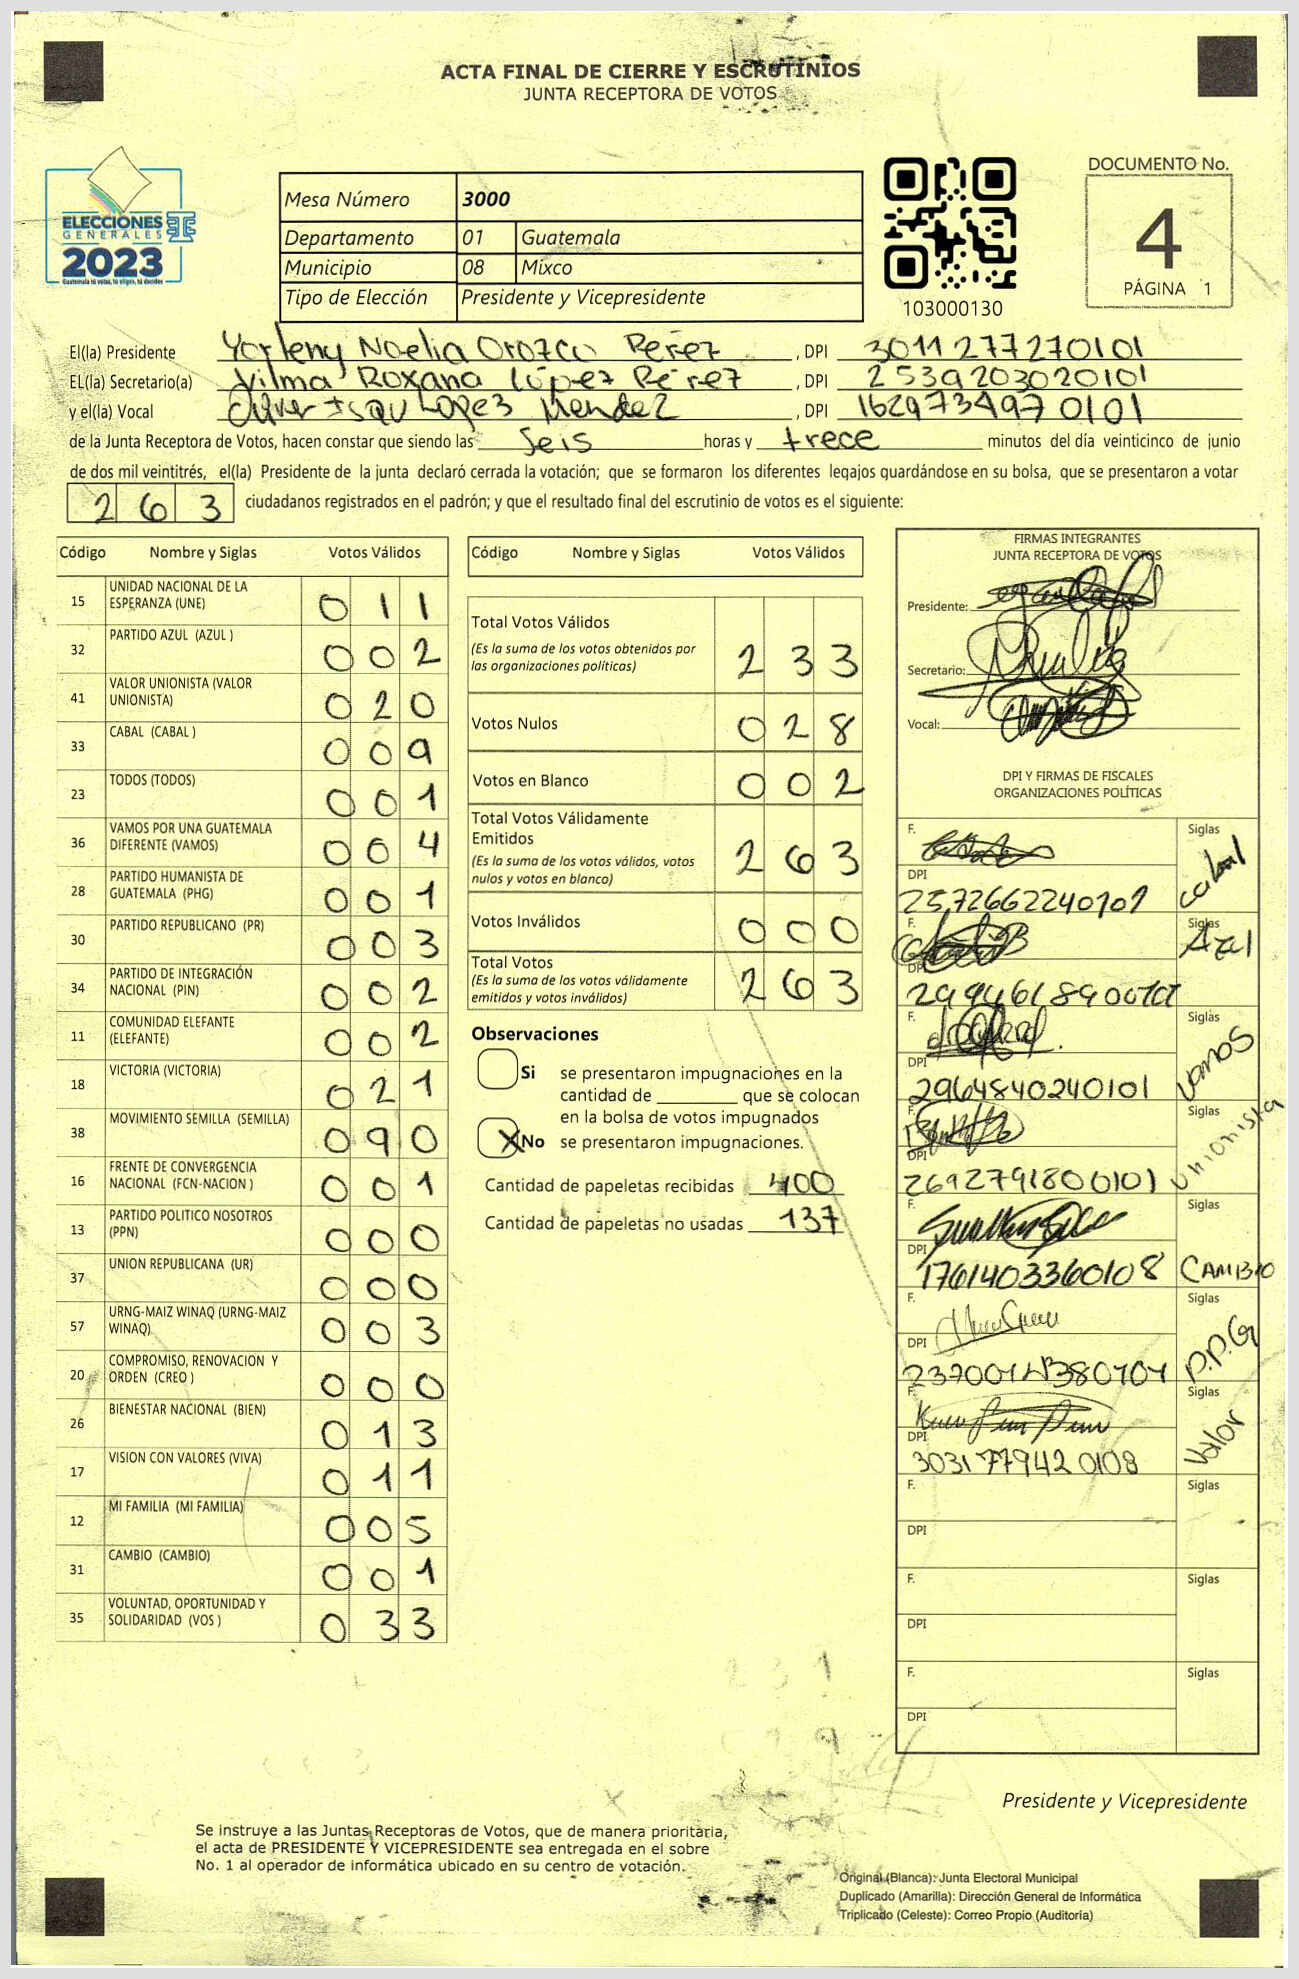 ACTA FINAL DE CIERRE Y ESCRUTINIOS
JUNTA RECEPTORA DE VOTOS
ELECCIONES
GENERALES
2023
Guatemala tú votas, tú eliges, tú decides
Mesa Número 3000
Departamento 01 Guatemala
Municipio 08 Mixco
Tipo de Elección Presidente y Vicepresidente
103000130
DOCUMENTO No.
4
PÁGINA 1
El(la) Presidente Yorleny Noelia Orozco Pérez , DPI 3011277270101
EL(la) Secretario(a) Vilma Roxana López Pérez , DPI 2539203020101
y el(la) Vocal Lopez Mendez , DPI 1629734970101
de la Junta Receptora de Votos, hacen constar que siendo las Seis horas y trece minutos del día veinticinco de junio
de dos mil veintitrés, el(la) Presidente de la junta declaró cerrada la votación; que se formaron los diferentes legajos guardándose en su bolsa, que se presentaron a votar
263 ciudadanos registrados en el padrón; y que el resultado final del escrutinio de votos es el siguiente:
Código Nombre y Siglas Votos Válidos
15 UNIDAD NACIONAL DE LA ESPERANZA (UNE) 011
32 PARTIDO AZUL (AZUL ) 002
41 VALOR UNIONISTA (VALOR UNIONISTA) 020
33 CABAL (CABAL ) 009
23 TODOS (TODOS) 001
36 VAMOS POR UNA GUATEMALA DIFERENTE (VAMOS) 004
28 PARTIDO HUMANISTA DE GUATEMALA (PHG) 001
30 PARTIDO REPUBLICANO (PR) 003
34 PARTIDO DE INTEGRACIÓN NACIONAL (PIN) 002
11 COMUNIDAD ELEFANTE (ELEFANTE) 002
18 VICTORIA (VICTORIA) 021
38 MOVIMIENTO SEMILLA (SEMILLA) 090
16 FRENTE DE CONVERGENCIA NACIONAL (FCN-NACION ) 001
13 PARTIDO POLITICO NOSOTROS (PPN) 000
37 UNION REPUBLICANA (UR) 000
57 URNG-MAIZ WINAQ (URNG-MAIZ WINAQ) 003
20 COMPROMISO, RENOVACION Y ORDEN (CREO ) 000
26 BIENESTAR NACIONAL (BIEN) 013
17 VISION CON VALORES (VIVA) 011
12 MI FAMILIA (MI FAMILIA) 005
31 CAMBIO (CAMBIO) 001
35 VOLUNTAD, OPORTUNIDAD Y SOLIDARIDAD (VOS ) 033
Código Nombre y Siglas Votos Válidos
Total Votos Válidos 233
(Es la suma de los votos obtenidos por
las organizaciones políticas)
Votos Nulos 028
Votos en Blanco 002
Total Votos Válidamente
Emitidos 263
(Es la suma de los votos válidos, votos
nulos y votos en blanco)
Votos Inválidos 000
Total Votos 263
(Es la suma de los votos válidamente
emitidos y votos inválidos)
Observaciones
Si se presentaron impugnaciones en la
cantidad de ________ que se colocan
en la bolsa de votos impugnados
X No se presentaron impugnaciones.
Cantidad de papeletas recibidas 400
Cantidad de papeletas no usadas 137
FIRMAS INTEGRANTES
JUNTA RECEPTORA DE VOTOS
Presidente:
Secretario:
Vocal:
DPI Y FIRMAS DE FISCALES
ORGANIZACIONES POLÍTICAS
F. Siglas cabal
DPI 2572662240101
F. Siglas Azul
DPI
F. Siglas vamos
DPI 2964840240101
F. Siglas unionista
DPI 2692791800101
F. Siglas CAMBIO
DPI 1761403360108
F. Siglas P.P.G
DPI
F. Siglas Valor
DPI 3031779420108
F. Siglas
DPI
F. Siglas
DPI
F. Siglas
DPI
Presidente y Vicepresidente
Se instruye a las Juntas Receptoras de Votos, que de manera prioritaria,
el acta de PRESIDENTE Y VICEPRESIDENTE sea entregada en el sobre
No. 1 al operador de informática ubicado en su centro de votación.
Original (Blanca): Junta Electoral Municipal
Duplicado (Amarilla): Dirección General de Informática
Triplicado (Celeste): Correo Propio (Auditoría)